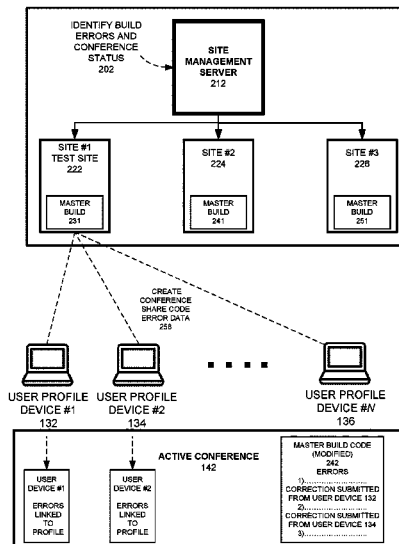 IDENTIFY BUILD
ERRORS AND
CONFERENCE
STATUS
202
SITE
MANAGEMENT
SERVER
212
SITE #1
TEST SITE
222
MASTER
BUILD
231
SITE #2
224
MASTER
BUILD
241
SITE #3
226
MASTER
BUILD
251
CREATE
CONFERENCE
SHARE CODE
ERROR DATA
256
USER PROFILE
DEVICE #1
132
USER PROFILE
DEVICE #2
134
USER PROFILE
DEVICE #N
136
ACTIVE CONFERENCE
142
USER
DEVICE #1
ERRORS
LINKED
TO
PROFILE
USER
DEVICE #2
ERRORS
LINKED
TO
PROFILE
MASTER BUILD CODE
(MODIFIED)
242
ERRORS
1)........................
CORRECTION SUBMITTED
FROM USER DEVICE 132
2)........................
CORRECTION SUBMITTED
FROM USER DEVICE 134
3)........................